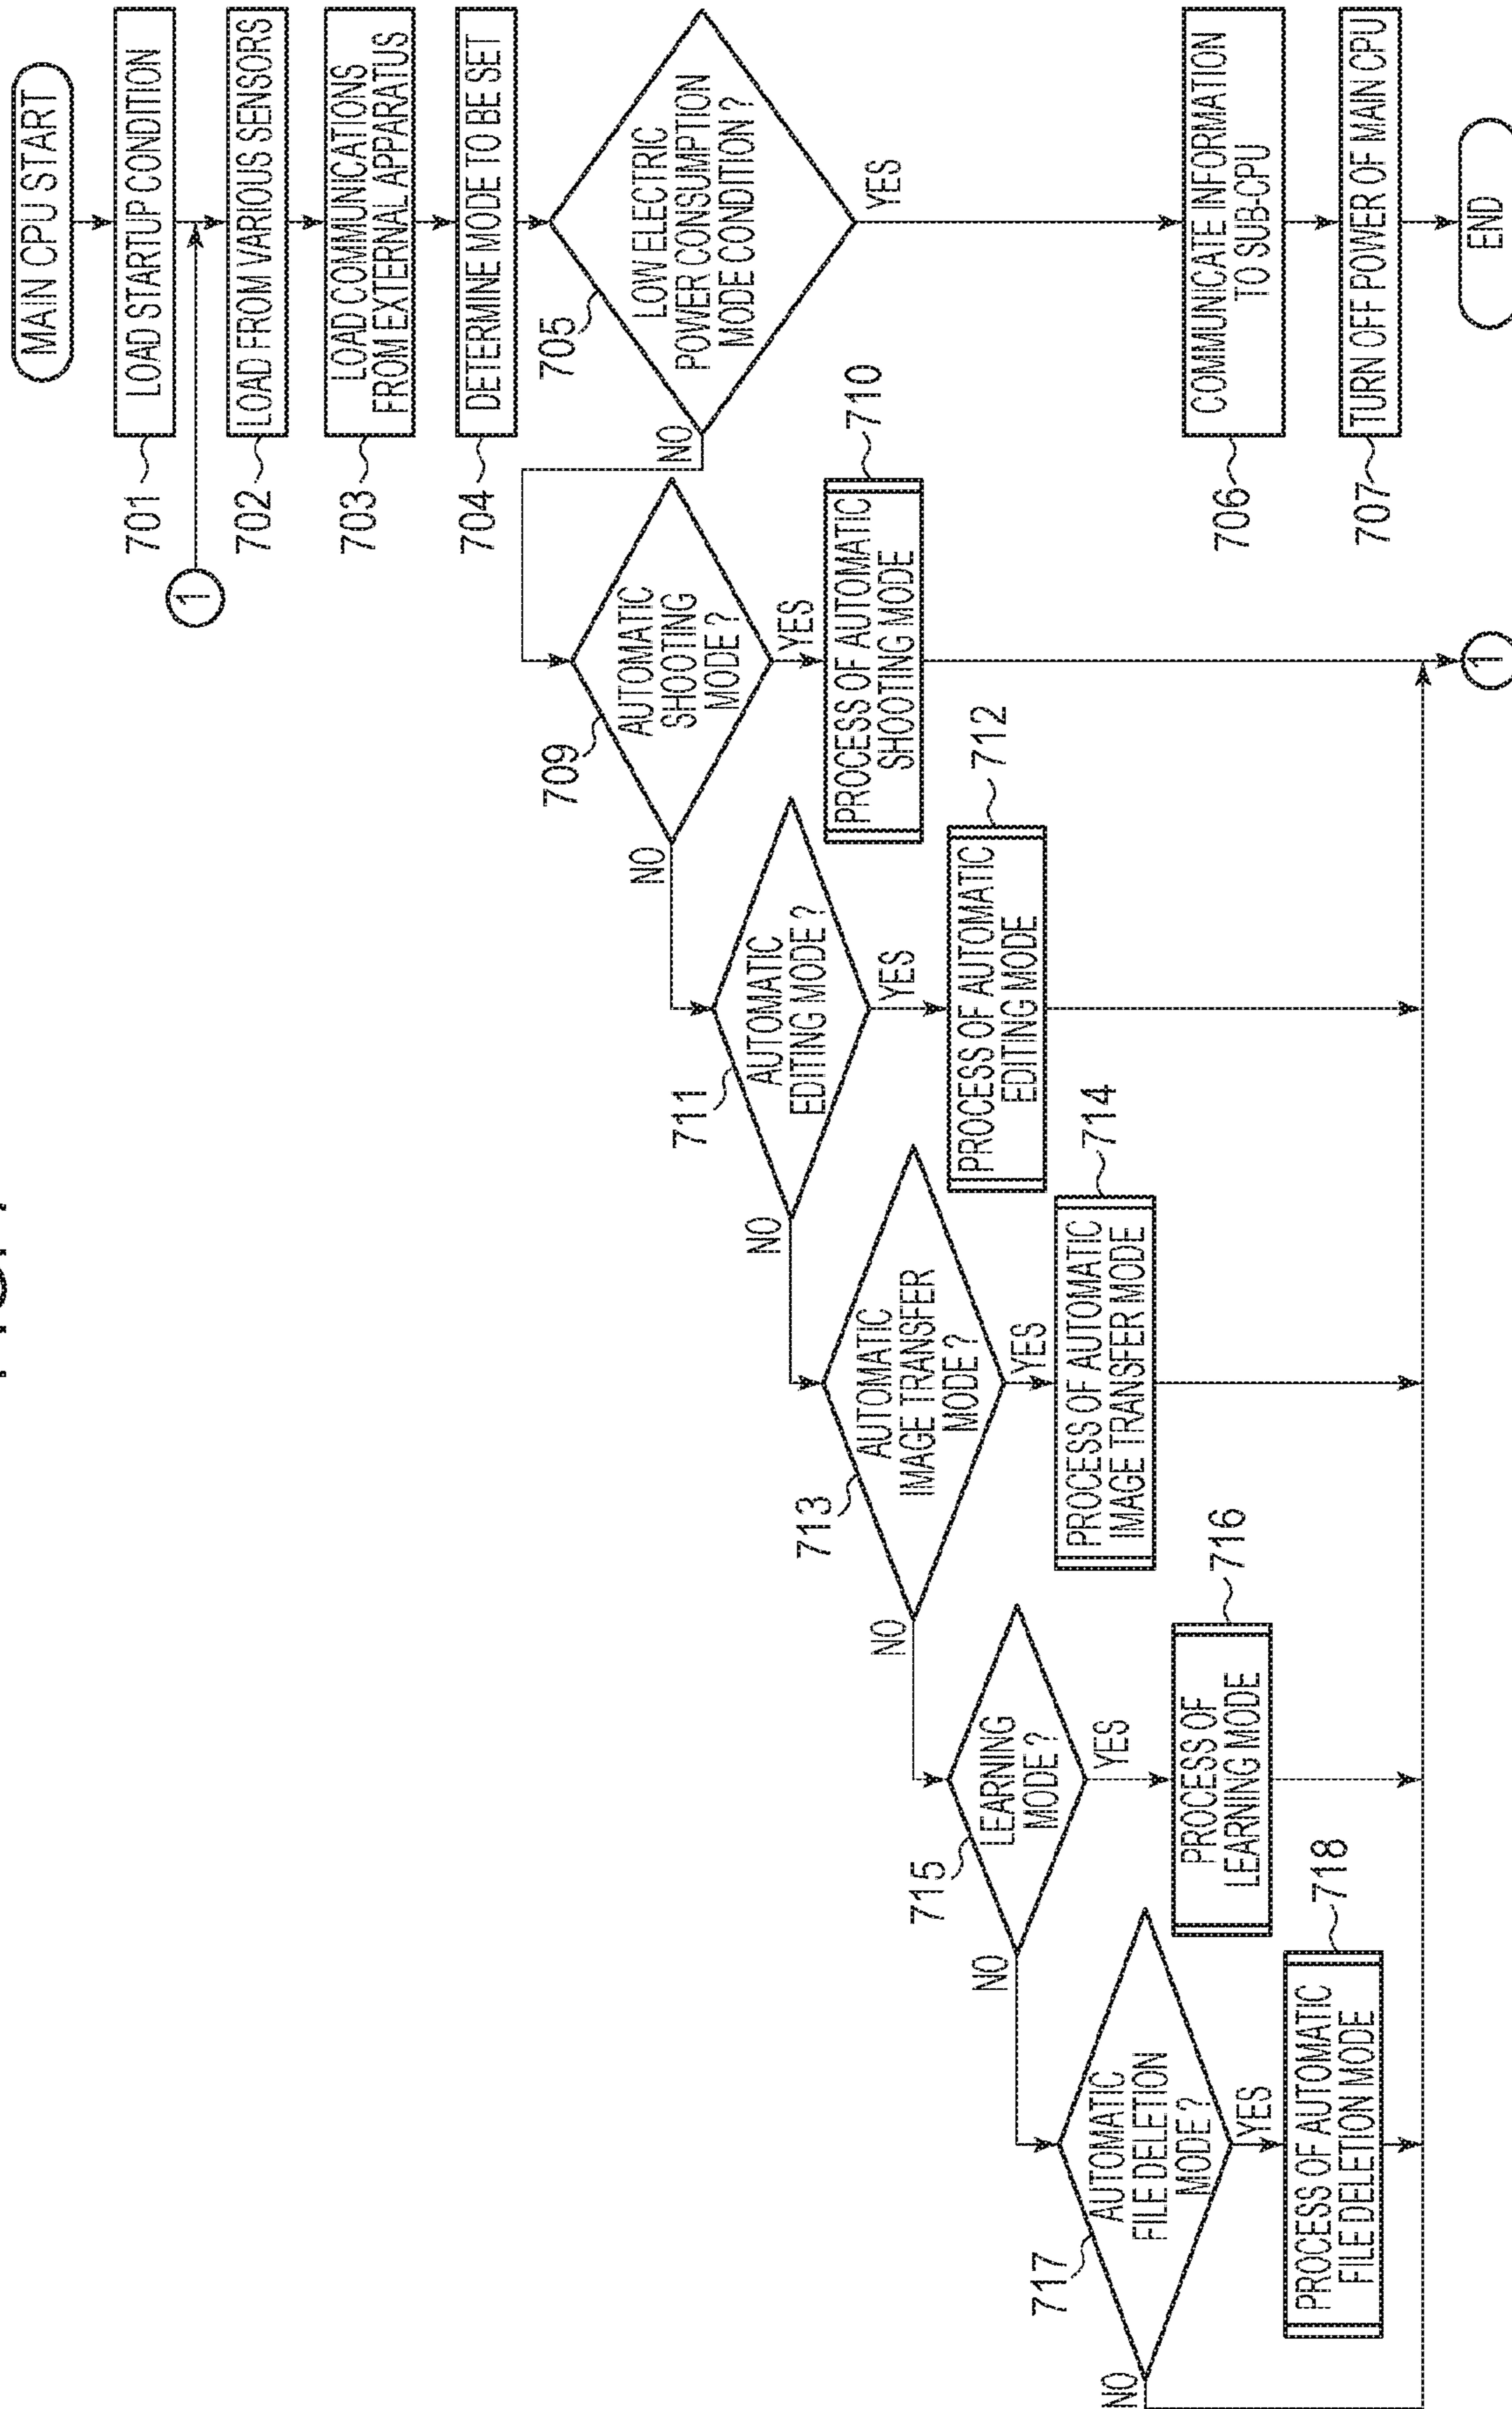 MAIN CPU START
701
LOAD STARTUP CONDITION
1
702
LOAD FROM VARIOUS SENSORS
703
LOAD COMMUNICATIONS
FROM EXTERNAL APPARATUS
704
DETERMINE MODE TO BE SET
705
LOW ELECTRIC
POWER CONSUMPTION
MODE CONDITION ?
NO
YES
709
AUTOMATIC
SHOOTING
MODE ?
NO
YES
710
PROCESS OF AUTOMATIC
SHOOTING MODE
711
AUTOMATIC
EDITING MODE ?
NO
YES
712
PROCESS OF AUTOMATIC
EDITING MODE
713
AUTOMATIC
IMAGE TRANSFER
MODE ?
NO
YES
714
PROCESS OF AUTOMATIC
IMAGE TRANSFER MODE
715
LEARNING
MODE ?
NO
YES
716
PROCESS OF
LEARNING MODE
717
AUTOMATIC
FIILE DELETION
MODE ?
NO
YES
718
PROCESS OF AUTOMATIC
FILE DELETION MODE
706
COMMUNICATE INFORMATION
TO SUB-CPU
707
TURN OFF POWER OF MAIN CPU
1
END